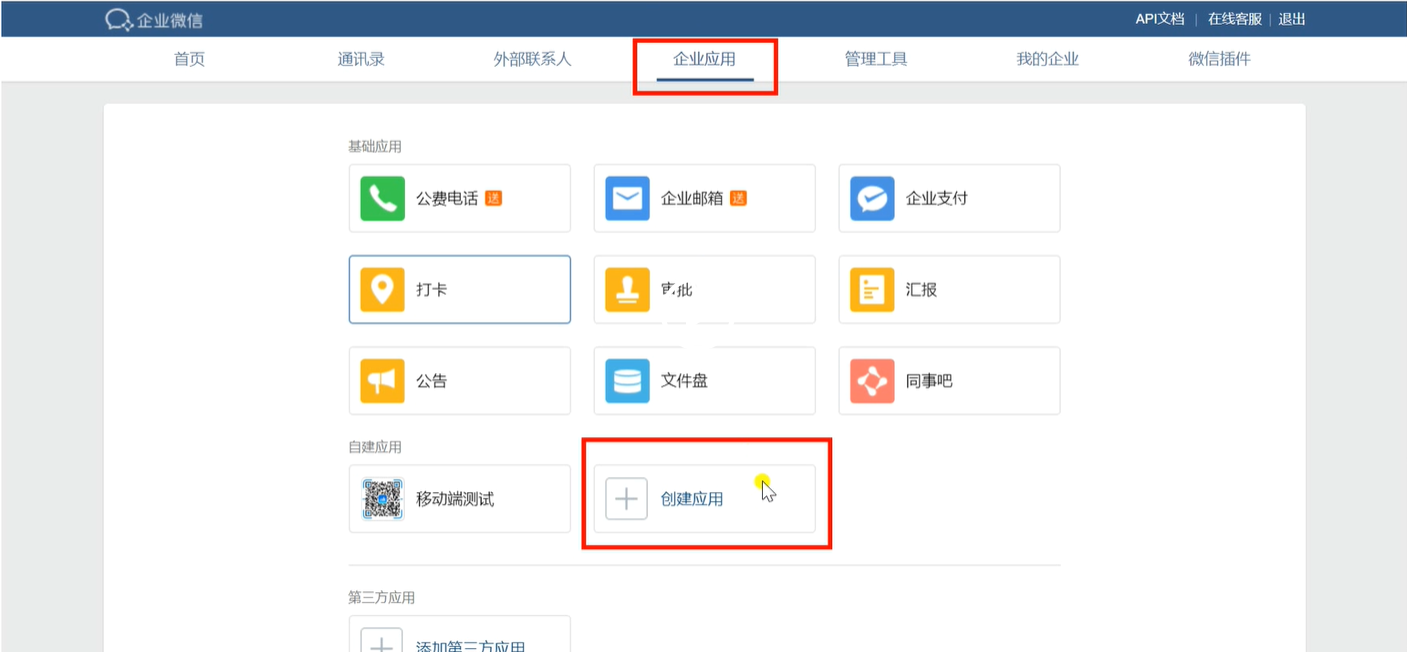 企业微信
API文档 | 在线客服 | 退出
首页 通讯录 外部联系人 企业应用 管理工具 我的企业 微信插件
基础应用
公费电话 送 企业邮箱 送 企业支付
打卡 审批 汇报
公告 文件盘 同事吧
自建应用
移动端测试 创建应用
第三方应用
添加第三方应用